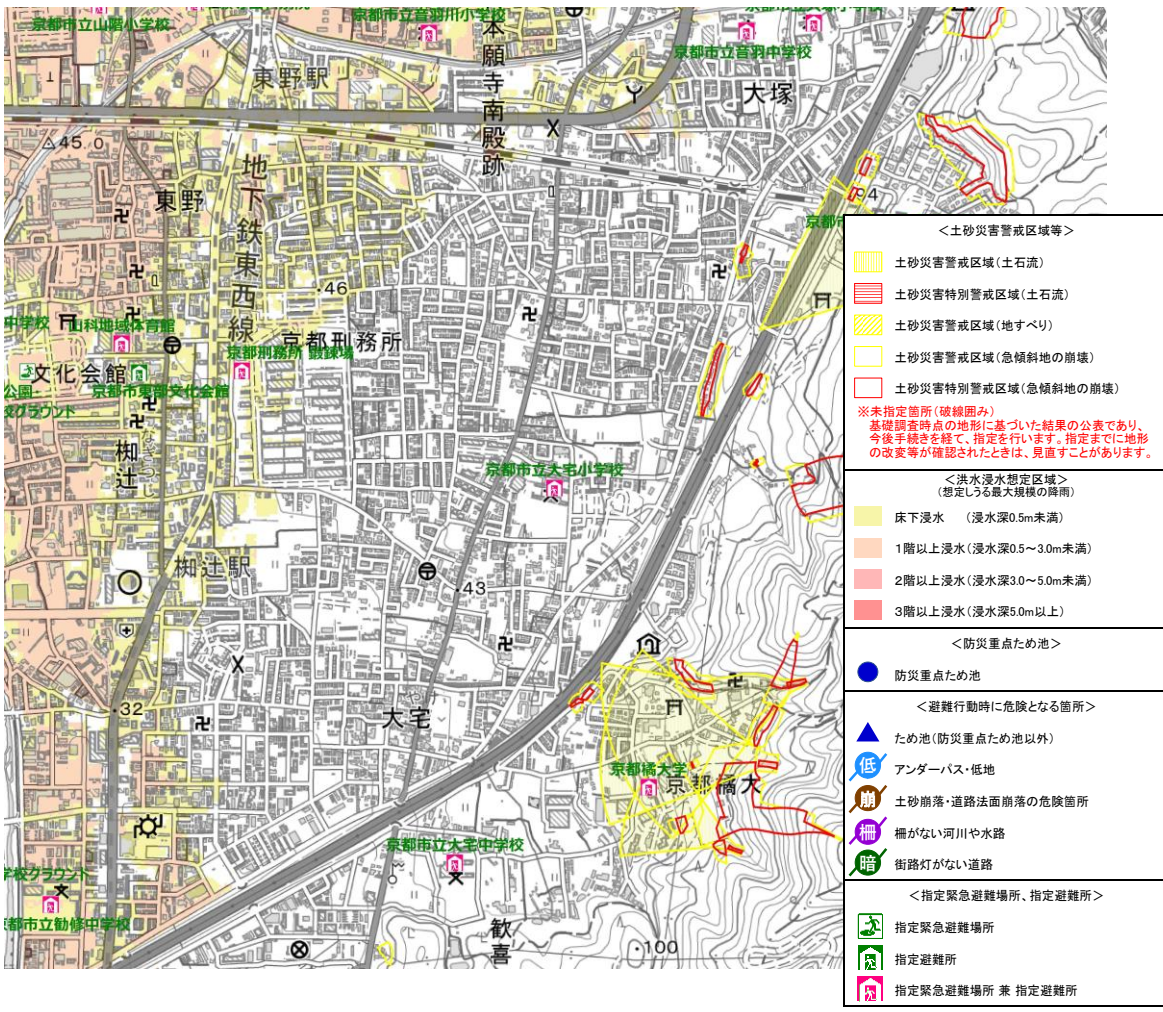 京都市立山階小学校
京都市立音羽川小学校
本願寺南殿跡
京都市立音羽中学校
東野駅
大塚
45.0
地下鉄東西線
東野
94
46
京都刑務所
中学校
山科地域体育館
京都刑務所 鍛錬場
文化会館
京都市東部文化会館
公園
校グラウンド
椥辻
なぎつじ
京都市立大宅小学校
椥辻駅
43
32
大宅
おおやけ
京都橘大学
京都橘大
京都市立大宅中学校
学校グラウンド
京都市立勧修中学校
歓喜
100
<土砂災害警戒区域等>
土砂災害警戒区域(土石流)
土砂災害特別警戒区域(土石流)
土砂災害警戒区域(地すべり)
土砂災害警戒区域(急傾斜地の崩壊)
土砂災害特別警戒区域(急傾斜地の崩壊)
※未指定箇所(破線囲み)
基礎調査時点の地形に基づいた結果の公表であり、
今後手続きを経て、指定を行います。指定までに地形
の改変等が確認されたときは、見直すことがあります。
<洪水浸水想定区域>
(想定しうる最大規模の降雨)
床下浸水 (浸水深0.5m未満)
1階以上浸水(浸水深0.5～3.0m未満)
2階以上浸水(浸水深3.0～5.0m未満)
3階以上浸水(浸水深5.0m以上)
<防災重点ため池>
防災重点ため池
<避難行動時に危険となる箇所>
ため池(防災重点ため池以外)
低 アンダーパス・低地
崩 土砂崩落・道路法面崩落の危険箇所
柵 柵がない河川や水路
暗 街路灯がない道路
<指定緊急避難場所、指定避難所>
指定緊急避難場所
指定避難所
指定緊急避難場所 兼 指定避難所